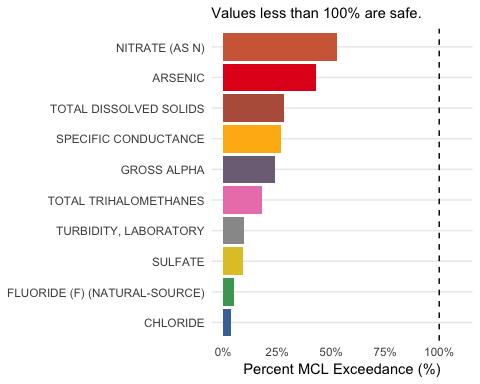 Values less than 100% are safe.
NITRATE (AS N)
ARSENIC
TOTAL DISSOLVED SOLIDS
SPECIFIC CONDUCTANCE
GROSS ALPHA
TOTAL TRIHALOMETHANES
TURBIDITY, LABORATORY
SULFATE
FLUORIDE (F) (NATURAL-SOURCE)
CHLORIDE
0% 25% 50% 75% 100%
Percent MCL Exceedance (%)